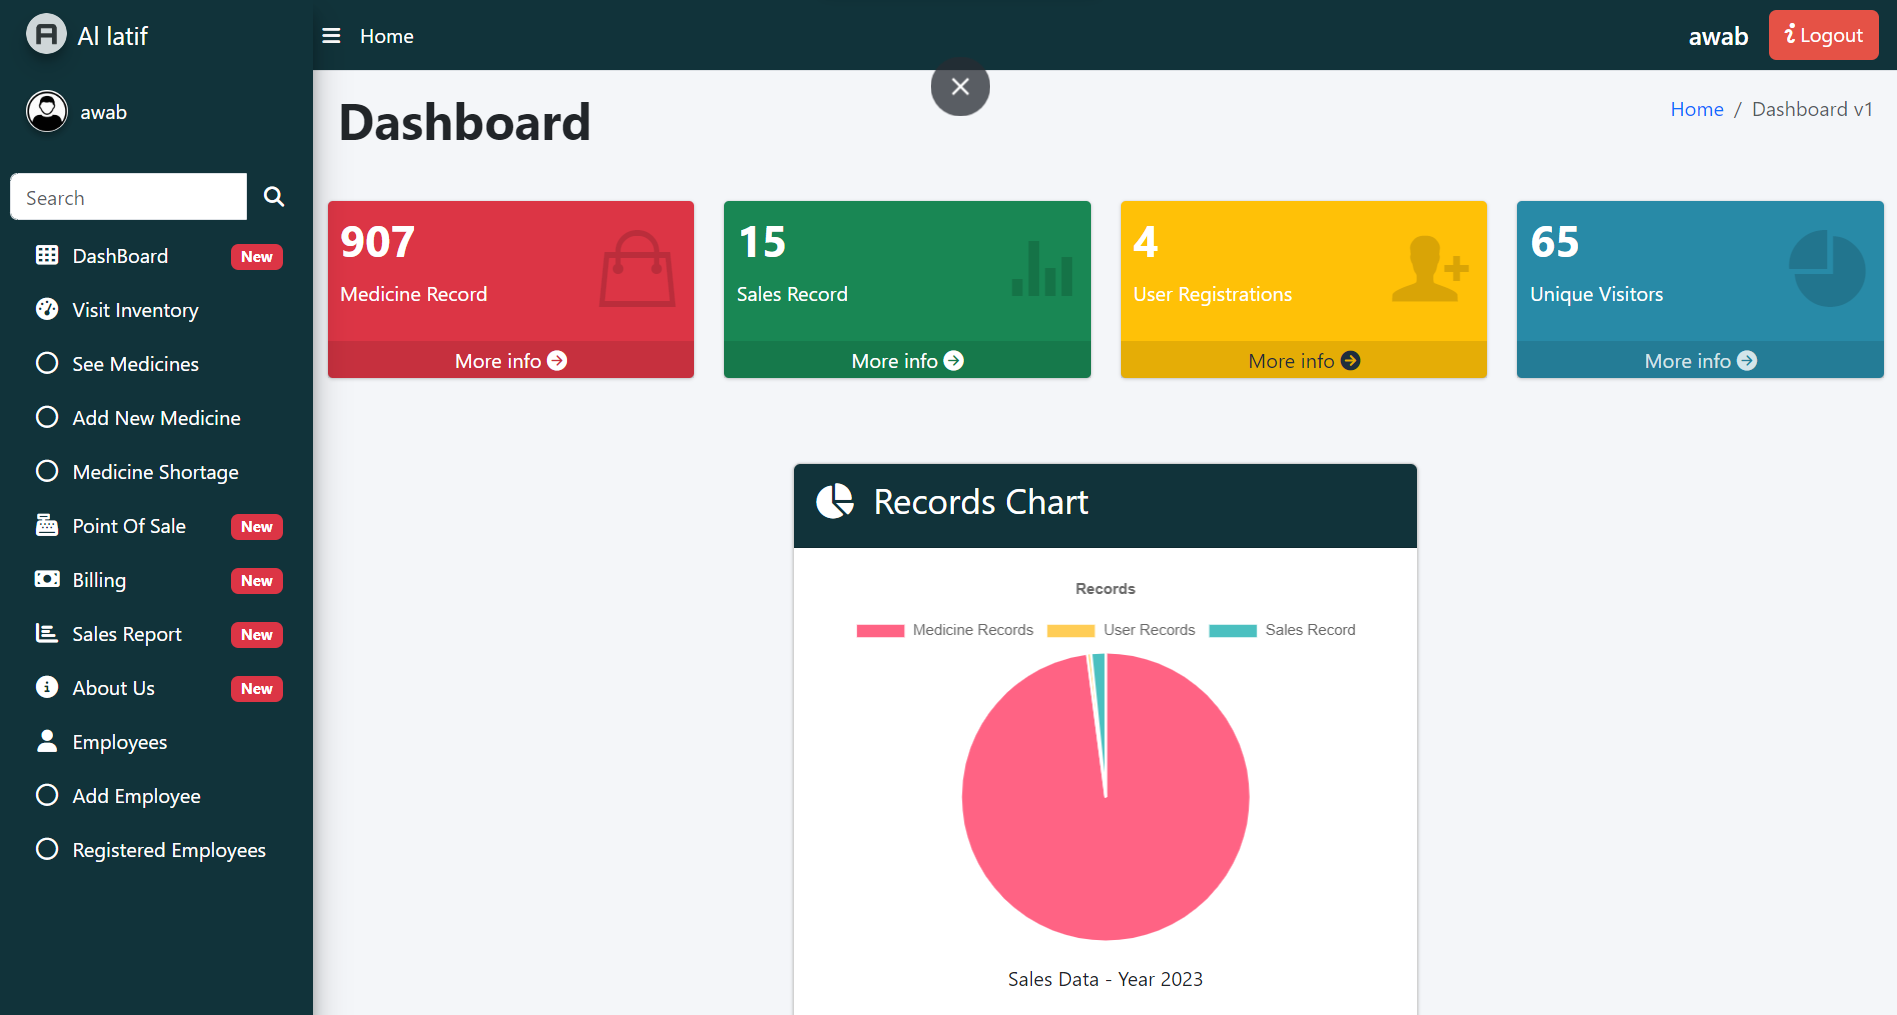 Al latif
awab
Search
DashBoard New
Visit Inventory
See Medicines
Add New Medicine
Medicine Shortage
Point Of Sale New
Billing New
Sales Report New
About Us New
Employees
Add Employee
Registered Employees
Home
awab
Logout
Dashboard
Home / Dashboard v1
907
Medicine Record
More info
15
Sales Record
More info
4
User Registrations
More info
65
Unique Visitors
More info
Records Chart
Records
Medicine Records User Records Sales Record
Sales Data - Year 2023